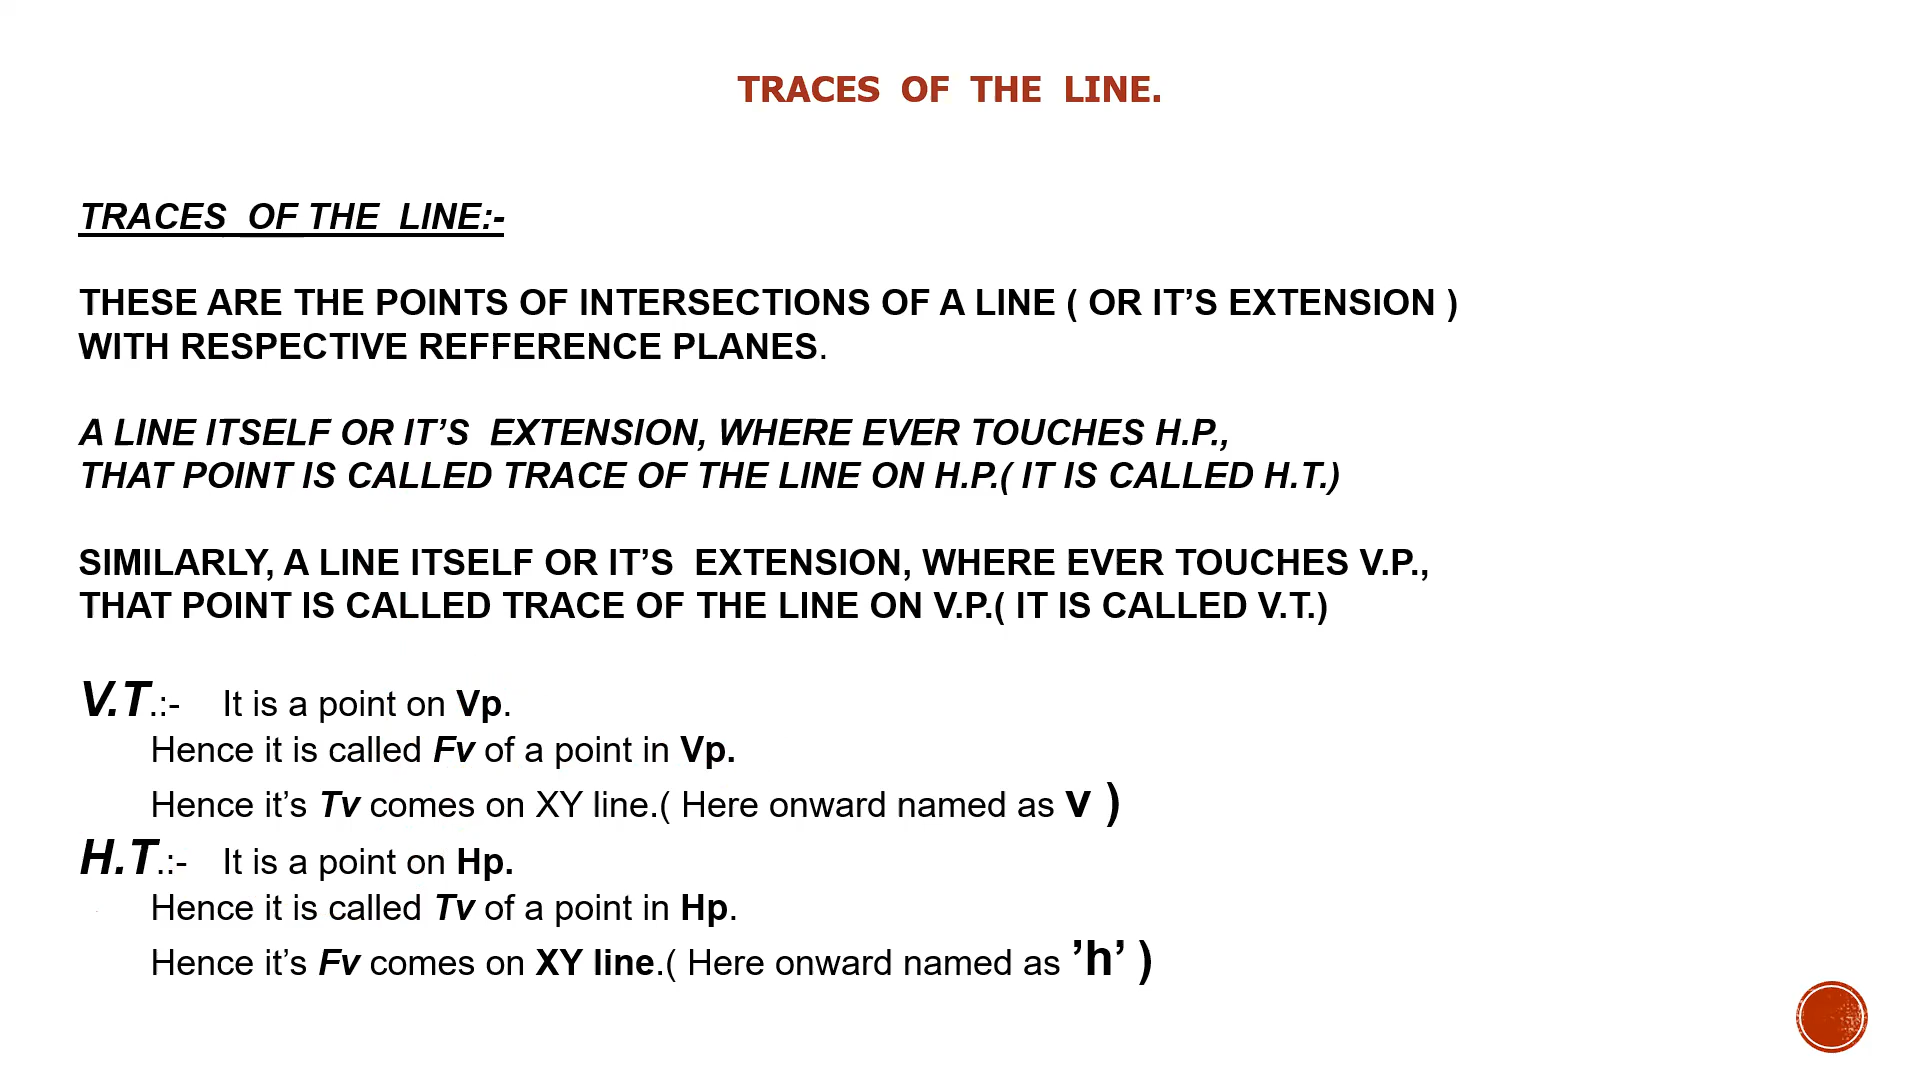 TRACES OF THE LINE.
TRACES OF THE LINE:-
THESE ARE THE POINTS OF INTERSECTIONS OF A LINE ( OR IT’S EXTENSION )
WITH RESPECTIVE REFFERENCE PLANES.
A LINE ITSELF OR IT’S EXTENSION, WHERE EVER TOUCHES H.P.,
THAT POINT IS CALLED TRACE OF THE LINE ON H.P.( IT IS CALLED H.T.)
SIMILARLY, A LINE ITSELF OR IT’S EXTENSION, WHERE EVER TOUCHES V.P.,
THAT POINT IS CALLED TRACE OF THE LINE ON V.P.( IT IS CALLED V.T.)
V.T.:- It is a point on Vp.
Hence it is called Fv of a point in Vp.
Hence it’s Tv comes on XY line.( Here onward named as v )
H.T.:- It is a point on Hp.
Hence it is called Tv of a point in Hp.
Hence it’s Fv comes on XY line.( Here onward named as ’h’ )